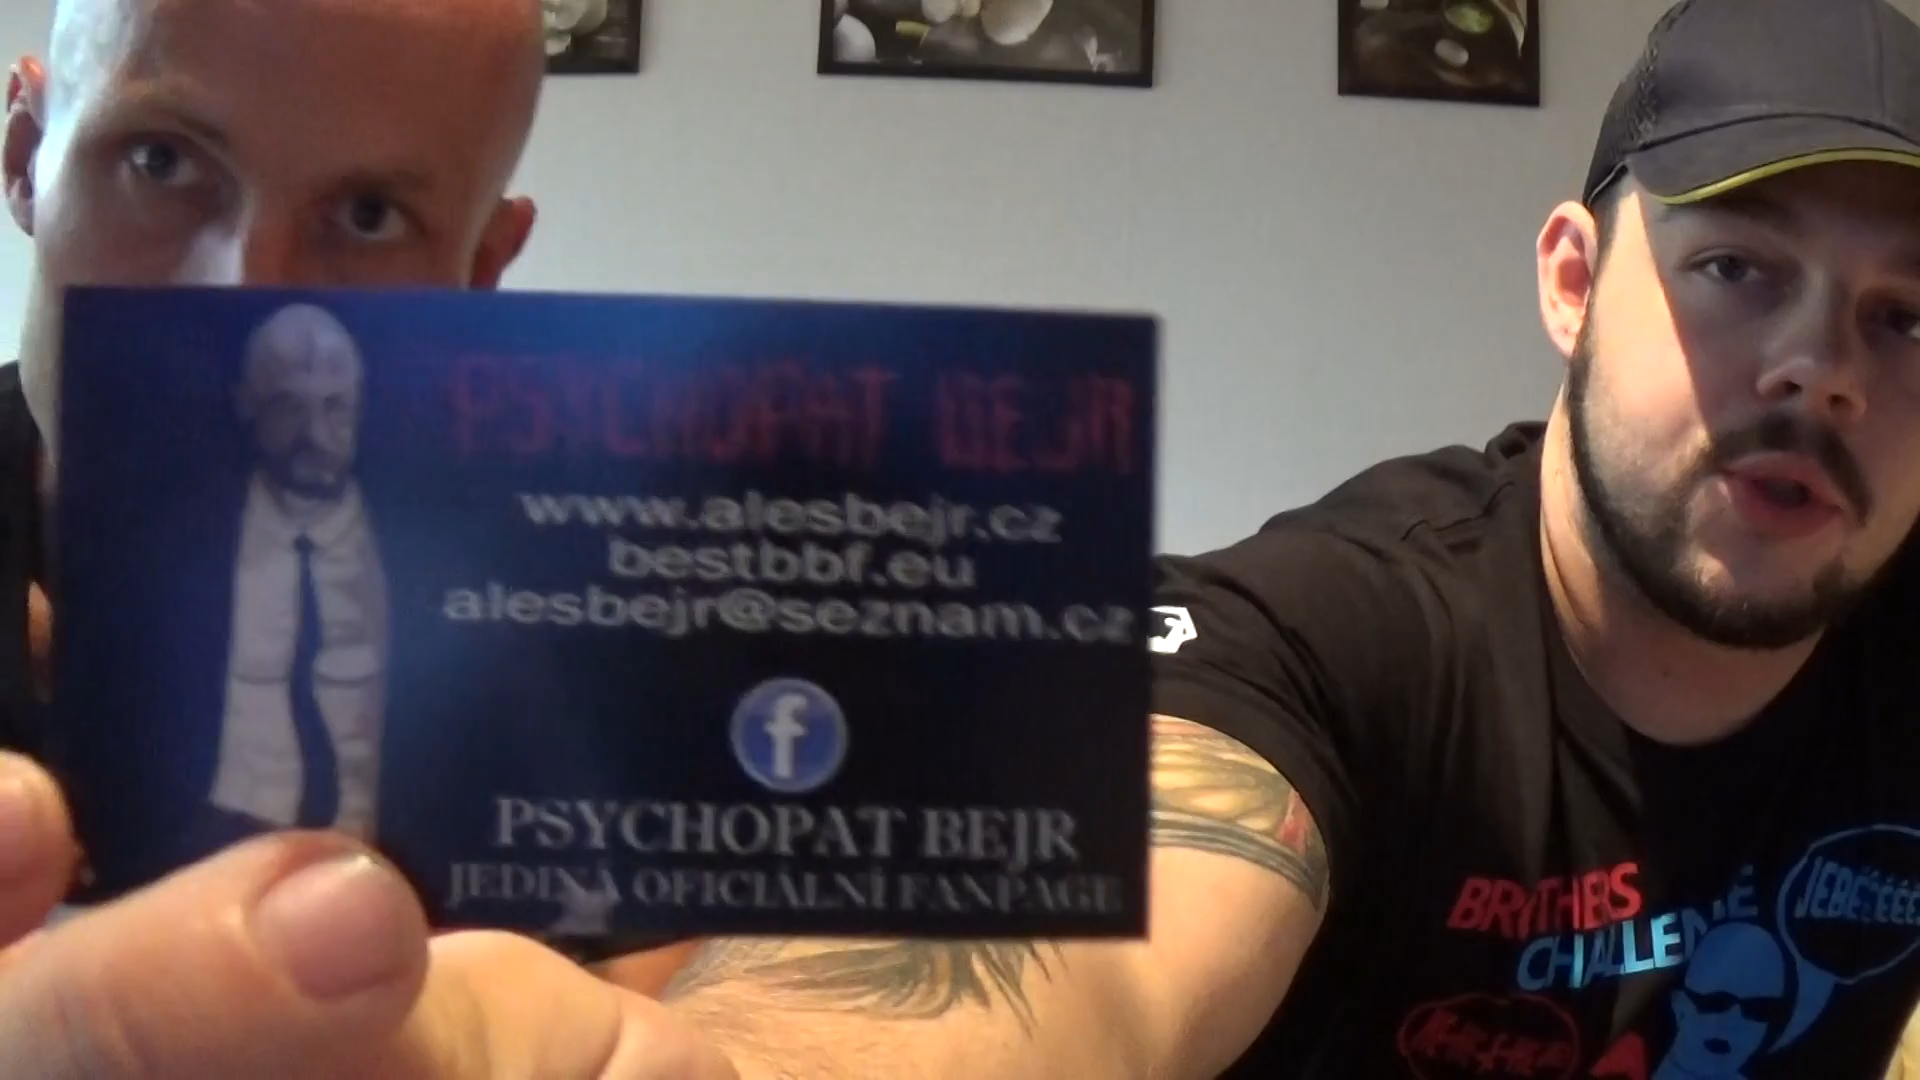 PSYCHOPAT BEJR
www.alesbejr.cz
bestbbf.eu
alesbejr@seznam.cz
f
PSYCHOPAT BEJR
JEDINÁ OFICIÁLNÍ FANPAGE
BROTHERS
CHALLENGE